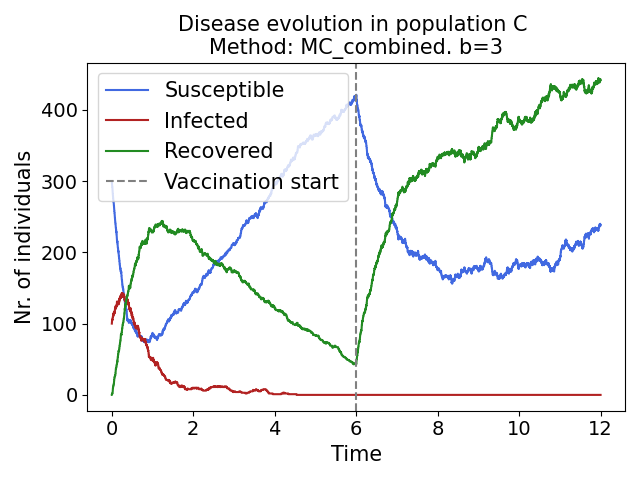 Disease evolution in population C
Method: MC_combined. b=3
Susceptible
Infected
Recovered
Vaccination start
Nr. of individuals
400
300
200
100
0
0 2 4 6 8 10 12
Time